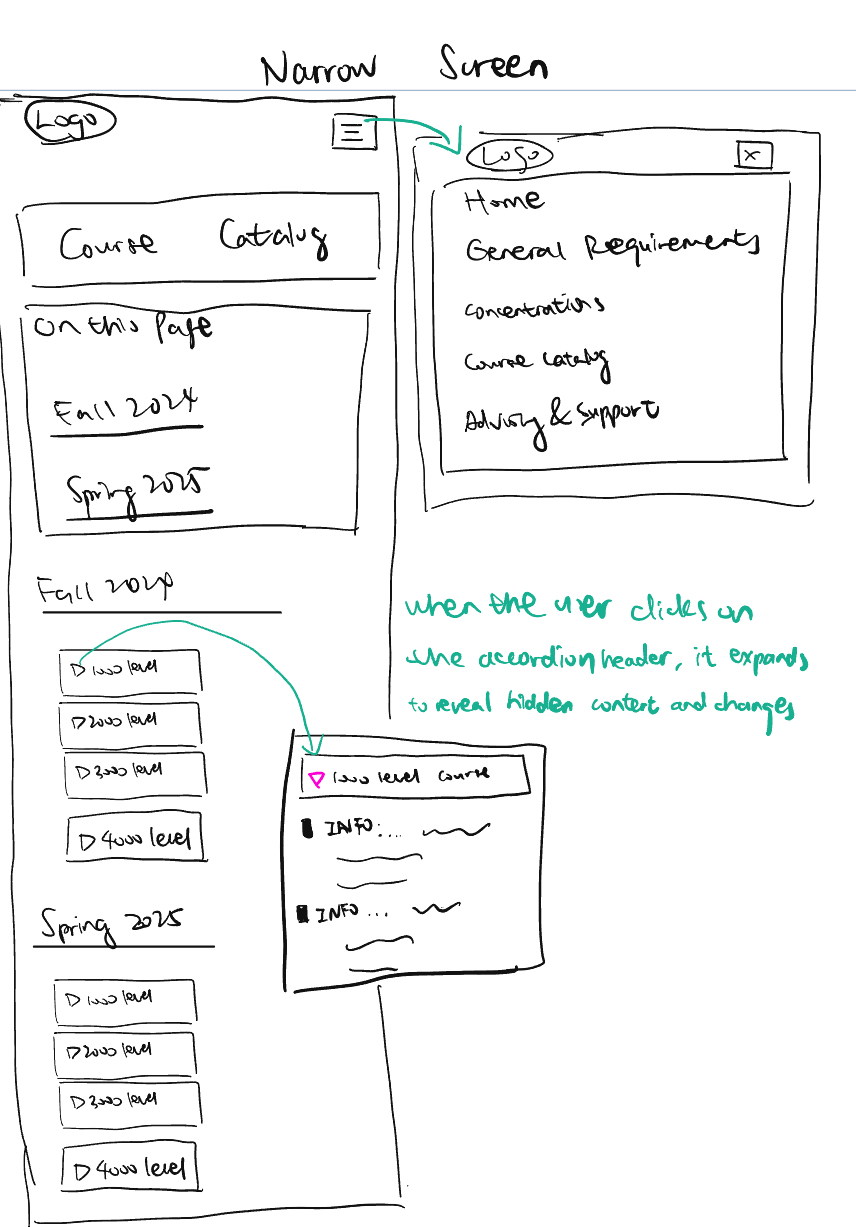 Narrow Screen
Logo
Course Catalog
On this Page
Fall 2024
Spring 2025
Fall 2024
▷ 1000 level
▷ 2000 level
▷ 3000 level
▷ 4000 level
Spring 2025
▷ 1000 level
▷ 2000 level
▷ 3000 level
▷ 4000 level
Logo
X
Home
General Requirements
Concentrations
Course Catalog
Advising & Support
when the user clicks on
the accordion header, it expands
to reveal hidden content and changes
▽ 1000 level course
INFO:...
INFO ...